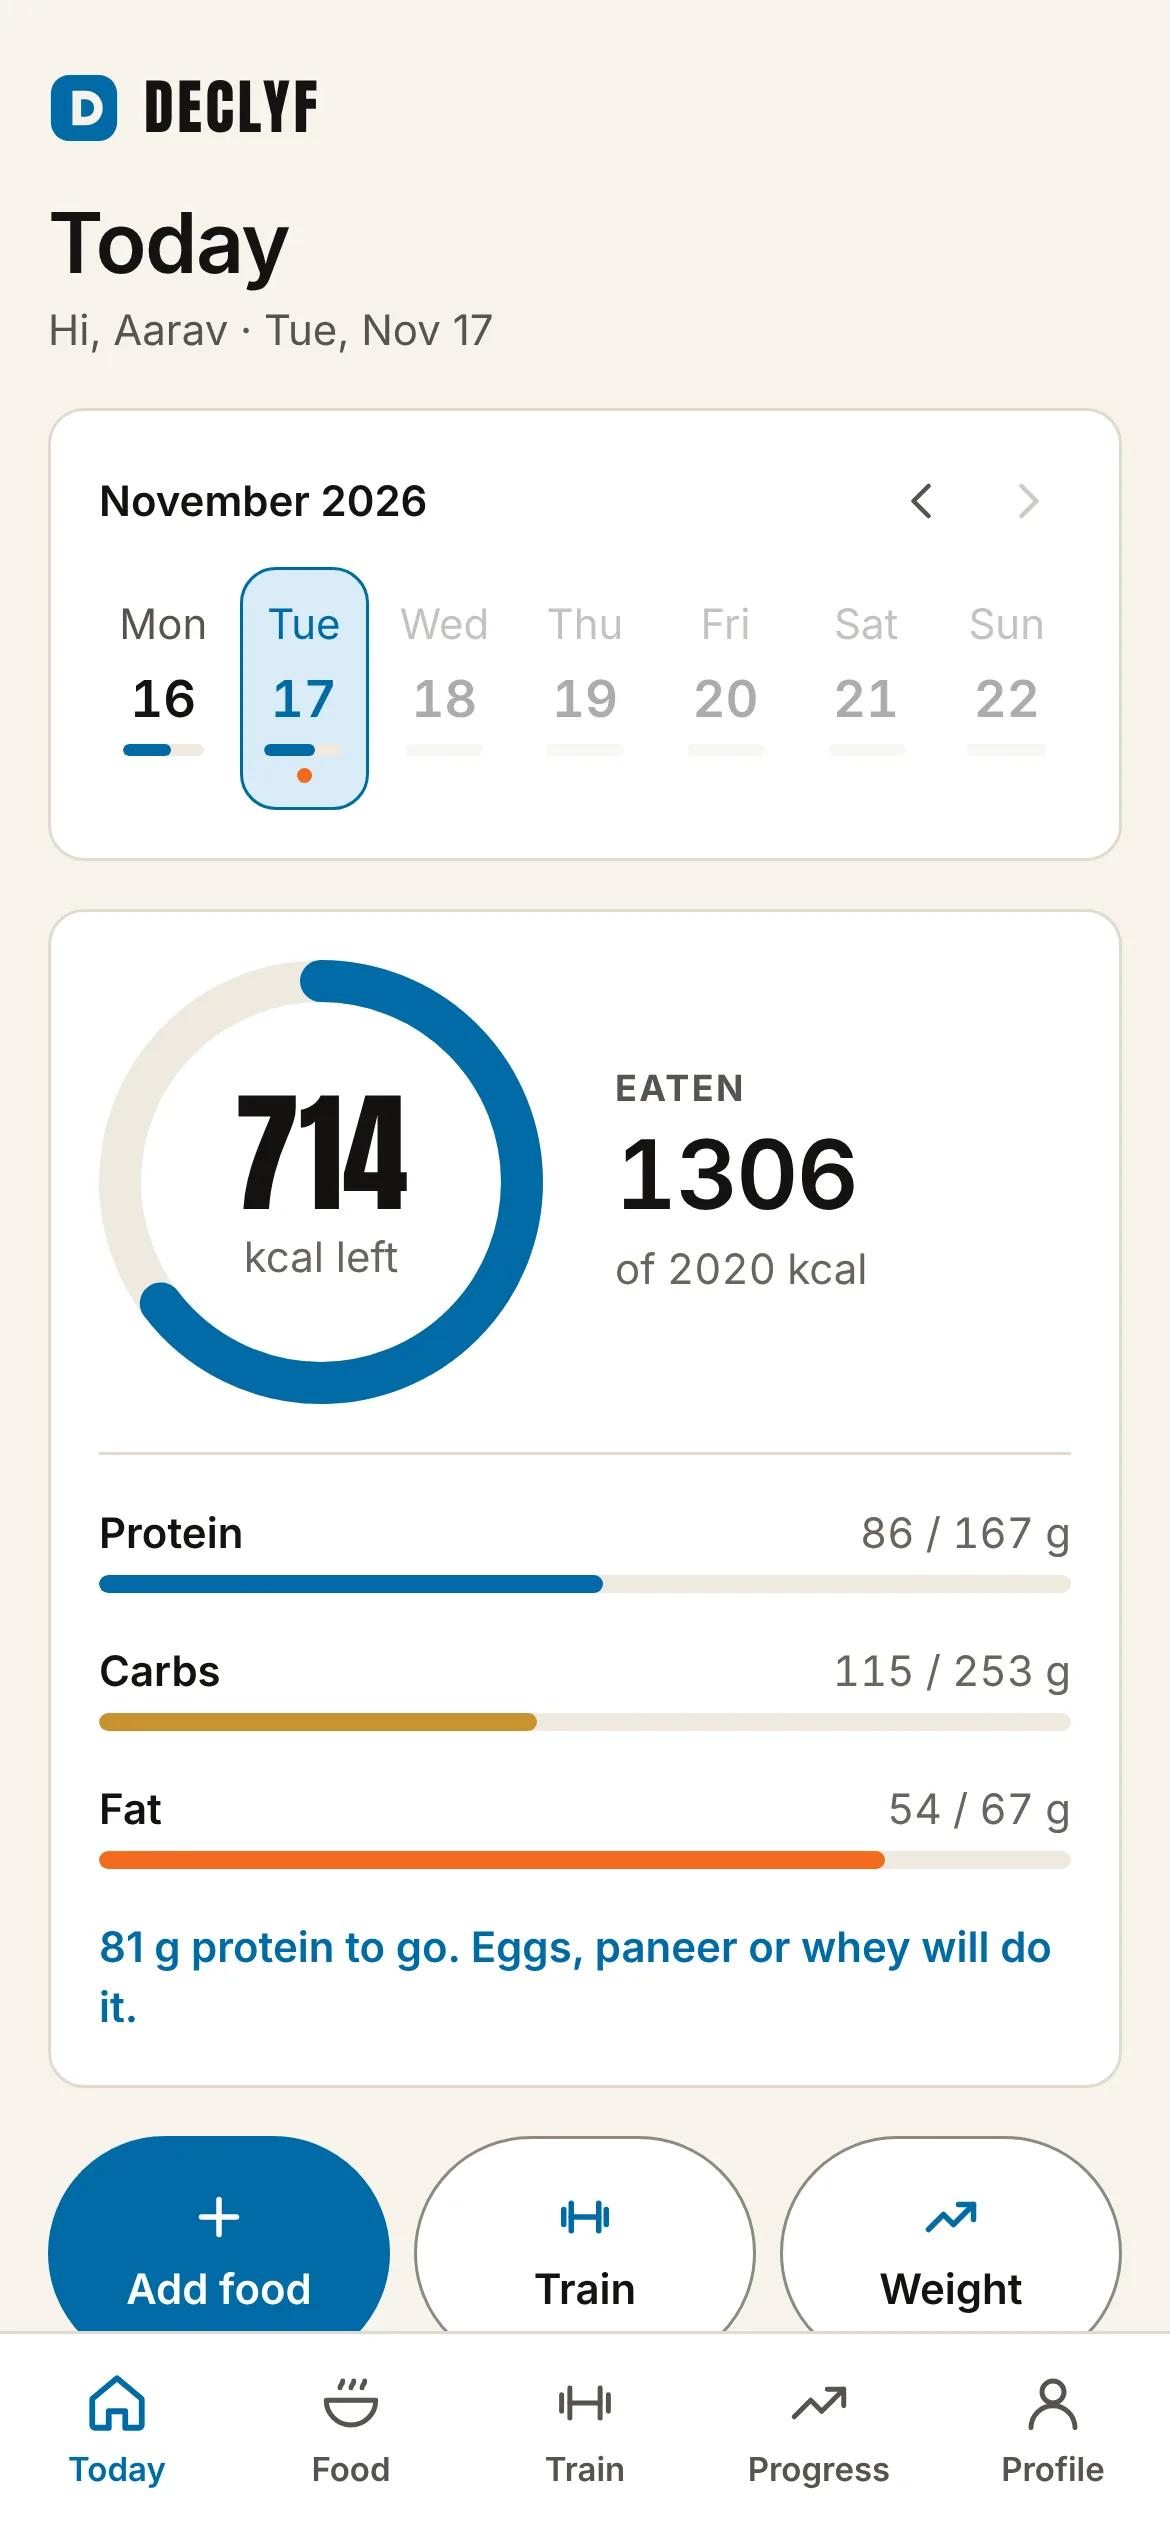 D DECLYF
Today
Hi, Aarav · Tue, Nov 17
November 2026
Mon Tue Wed Thu Fri Sat Sun
16 17 18 19 20 21 22
714
kcal left
EATEN
1306
of 2020 kcal
Protein 86 / 167 g
Carbs 115 / 253 g
Fat 54 / 67 g
81 g protein to go. Eggs, paneer or whey will do
it.
Add food Train Weight
Today Food Train Progress Profile